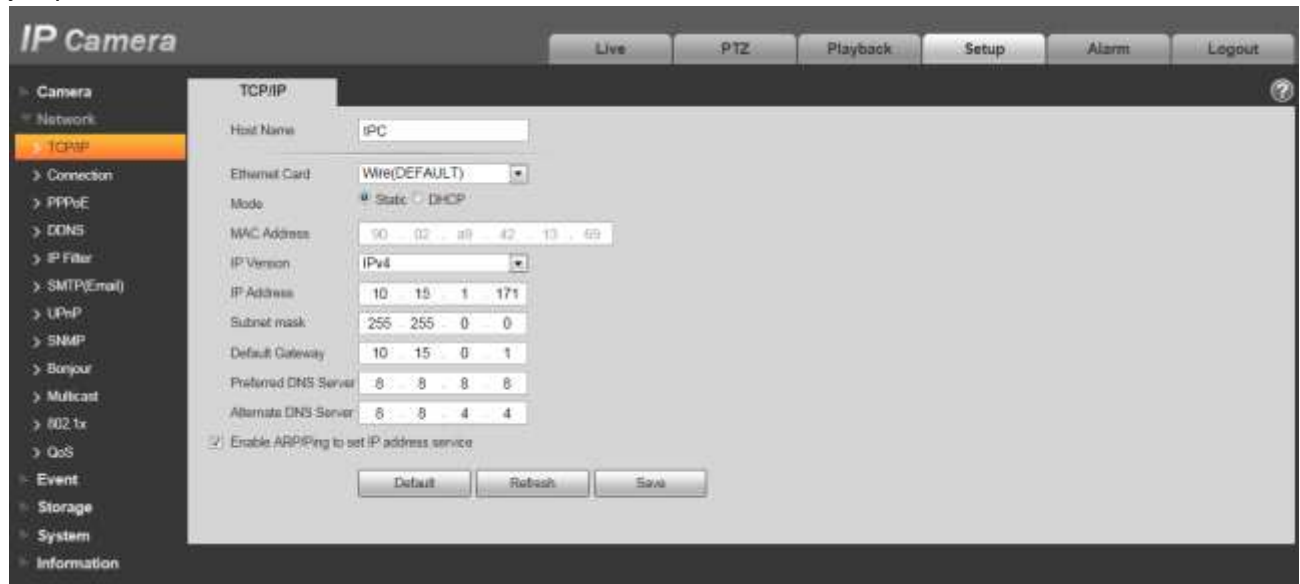 IP Camera
Live PTZ Playback Setup Alarm Logout
Camera
Network
TCP/IP
Connection
PPPoE
DDNS
IP Filter
SMTP(Email)
UPnP
SNMP
Bonjour
Multicast
802.1x
QoS
Event
Storage
System
Information
TCP/IP
Host Name IPC
Ethernet Card Wire(DEFAULT)
Mode Static DHCP
MAC Address 90 . 02 . a9 . 42 . 13 . 69
IP Version IPv4
IP Address 10 . 15 . 1 . 171
Subnet mask 255 . 255 . 0 . 0
Default Gateway 10 . 15 . 0 . 1
Preferred DNS Server 8 . 8 . 8 . 8
Alternate DNS Server 8 . 8 . 4 . 4
Enable ARP/Ping to set IP address service
Default Refresh Save